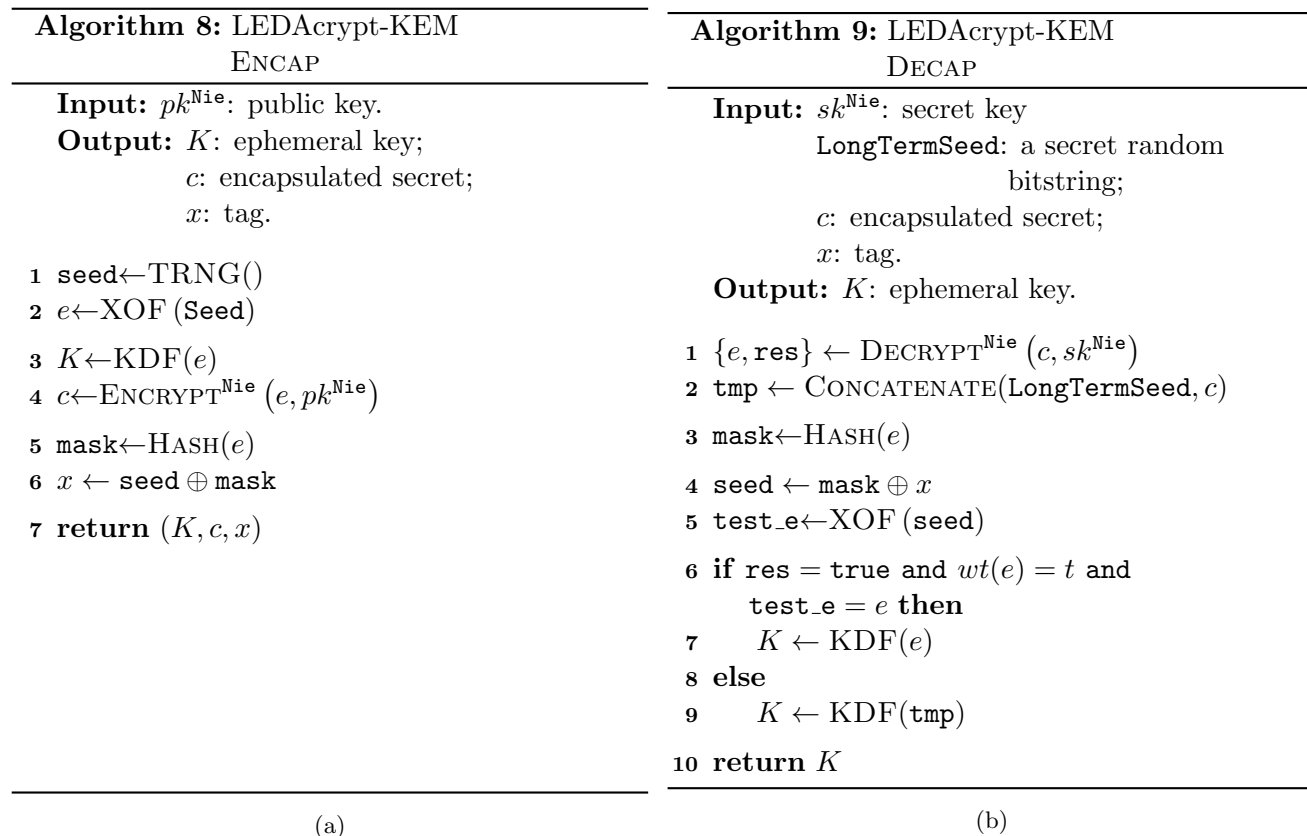 Algorithm 8: LEDAcrypt-KEM
ENCAP
Input: pk^Nie: public key.
Output: K: ephemeral key;
c: encapsulated secret;
x: tag.
1 seed←TRNG()
2 e←XOF (Seed)
3 K←KDF(e)
4 c←ENCRYPT^Nie (e, pk^Nie)
5 mask←HASH(e)
6 x ← seed ⊕ mask
7 return (K, c, x)
(a)
Algorithm 9: LEDAcrypt-KEM
DECAP
Input: sk^Nie: secret key
LongTermSeed: a secret random
bitstring;
c: encapsulated secret;
x: tag.
Output: K: ephemeral key.
1 {e, res} ← DECRYPT^Nie (c, sk^Nie)
2 tmp ← CONCATENATE(LongTermSeed, c)
3 mask←HASH(e)
4 seed ← mask ⊕ x
5 test_e←XOF (seed)
6 if res = true and wt(e) = t and
test_e = e then
7 K ← KDF(e)
8 else
9 K ← KDF(tmp)
10 return K
(b)